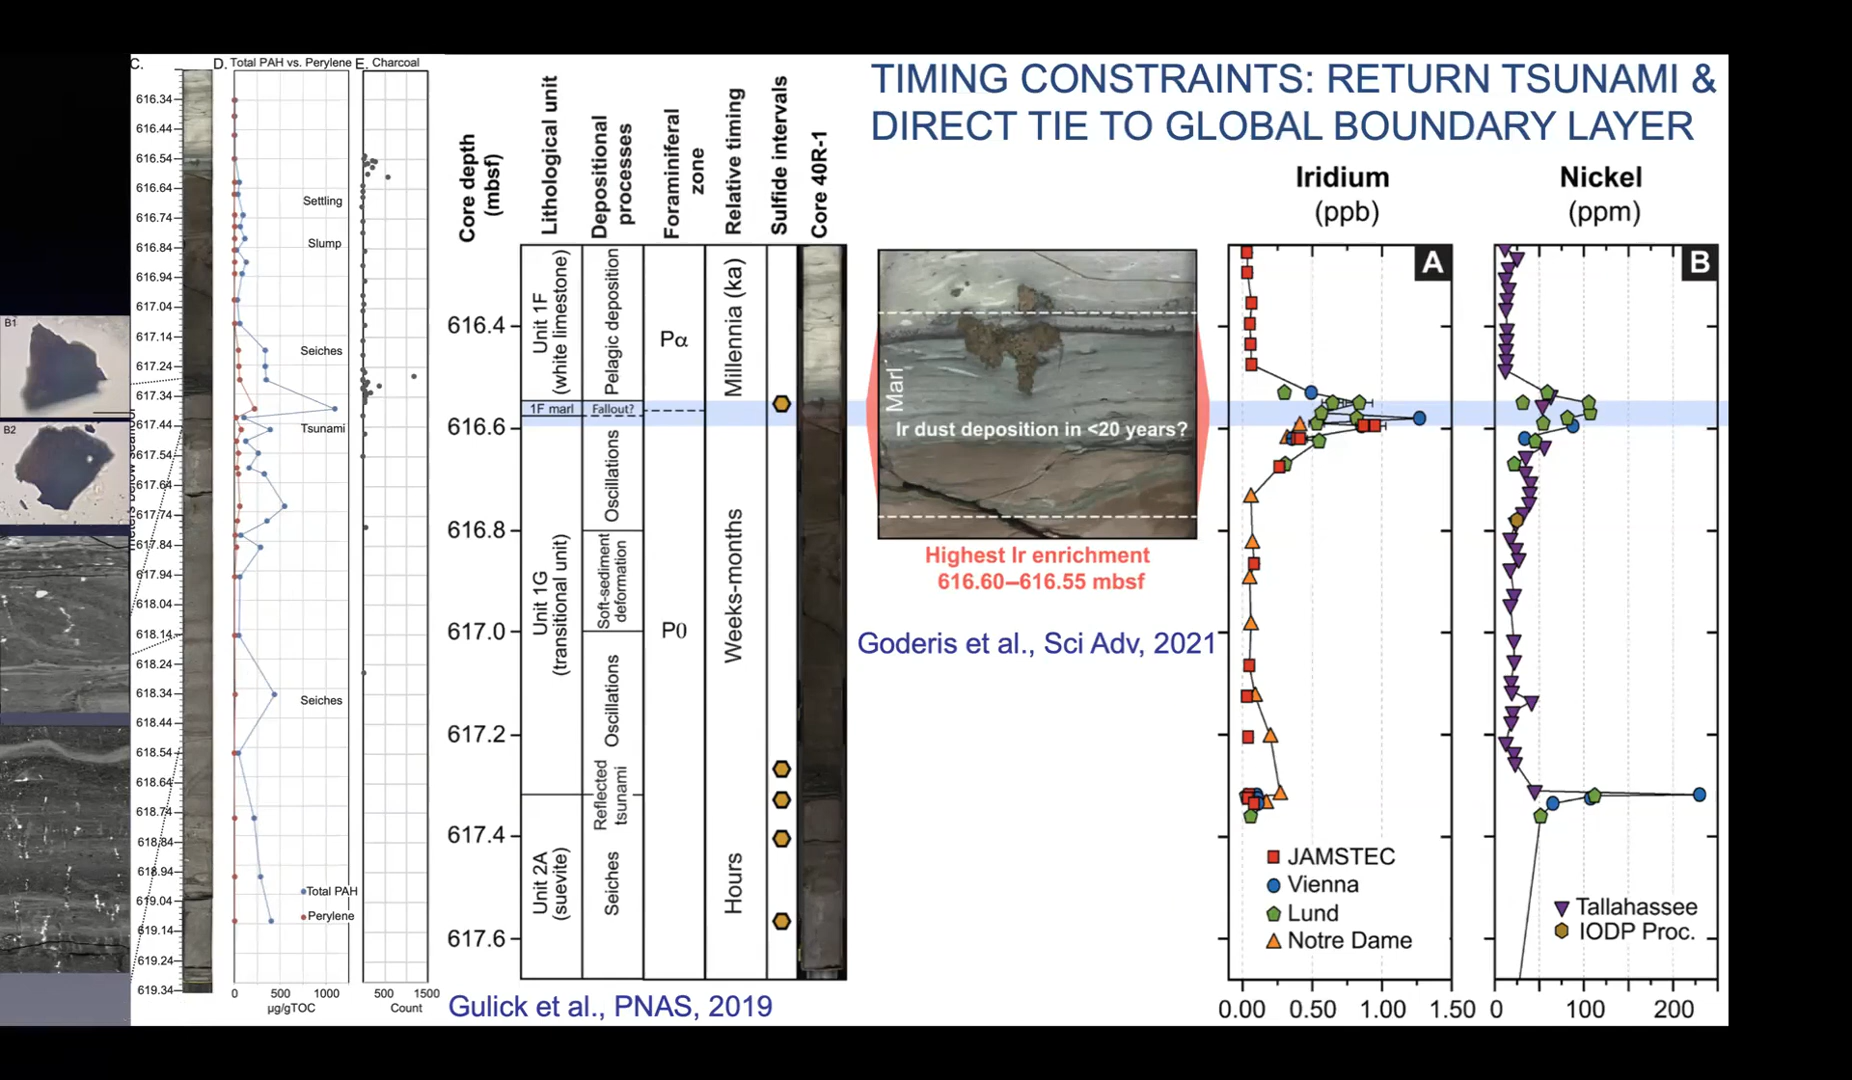 TIMING CONSTRAINTS: RETURN TSUNAMI &
DIRECT TIE TO GLOBAL BOUNDARY LAYER
B1
B2
C.
D. Total PAH vs. Perylene
E. Charcoal
616.34
616.44
616.54
616.64
616.74
616.84
616.94
617.04
617.14
617.24
617.34
617.44
617.54
617.64
617.74
617.84
617.94
618.04
618.14
618.24
618.34
618.44
618.54
618.64
618.74
618.84
618.94
619.04
619.14
619.24
619.34
Settling
Slump
Seiches
Tsunami
Seiches
Total PAH
Perylene
0 500 1000
µg/gTOC
500 1500
Count
Core depth
(mbsf)
Lithological unit
Depositional
processes
Foraminiferal
zone
Relative timing
Sulfide intervals
Core 40R-1
616.4
616.6
616.8
617.0
617.2
617.4
617.6
Unit 1F
(white limestone)
1F marl
Unit 1G
(transitional unit)
Unit 2A
(suevite)
Pelagic deposition
Fallout?
Oscillations
Soft-sediment
deformation
Oscillations
Reflected
tsunami
Seiches
Pα
P0
Millennia (ka)
Weeks-months
Hours
Gulick et al., PNAS, 2019
Marl
Ir dust deposition in <20 years?
Highest Ir enrichment
616.60–616.55 mbsf
Goderis et al., Sci Adv, 2021
Iridium
(ppb)
A
JAMSTEC
Vienna
Lund
Notre Dame
0.00 0.50 1.00 1.50
Nickel
(ppm)
B
Tallahassee
IODP Proc.
0 100 200